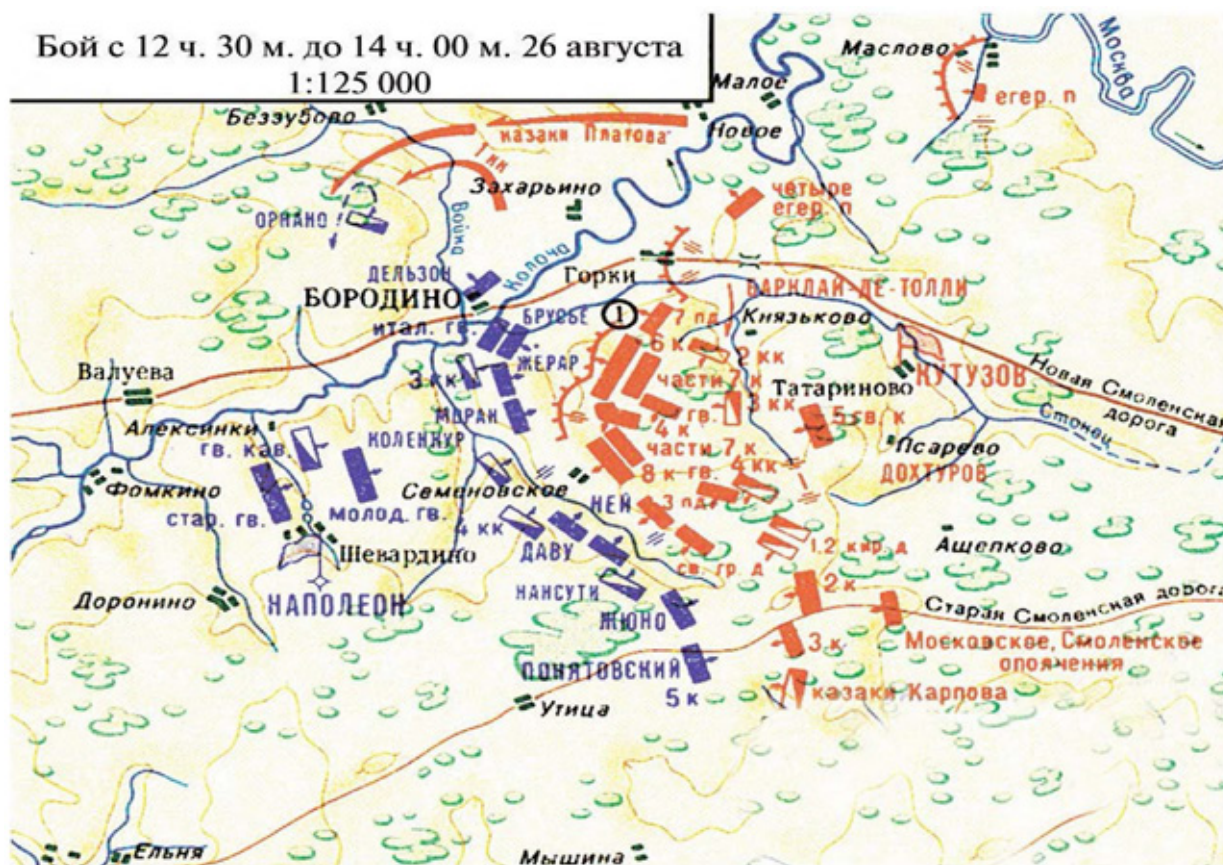 Бой с 12 ч. 30 м. до 14 ч. 00 м. 26 августа
1:125 000
Маслово
Москва
егер. п
Малое
Беззубово
казаки Платова
Новое
1 кк
Захарьино
четыре
егер. п
ОРНАНО
Война
Колоча
ДЕЛЬЗОН
Горки
БАРКЛАЙ-ДЕ-ТОЛЛИ
БОРОДИНО
БРУСЬЕ
1
7 пд
Князьково
итал. гв.
6 к
2 кк
ЖЕРАР
Валуева
3 кк
части 7 к
Татариново
КУТУЗОВ
Новая Смоленская
дорога
МОРАН
гв.
3 кк
5 гв. к
Стонец
Алексинки
КОЛЕНКУР
4 к
Псарево
гв. кав.
части 7 к
ДОХТУРОВ
Фомкино
Семеновское
8 к
гв.
4 кк
стар. гв.
молод. гв.
НЕЙ
3 пд
4 кк
Шевардино
ДАВУ
1.2 кир. д
Ащепково
св. гр. д
НАПОЛЕОН
НАНСУТИ
Доронино
ЖЮНО
2 к
Старая Смоленская дорога
3 к
Московское, Смоленское
ополчения
ПОНЯТОВСКИЙ
5 к
казаки Карпова
Утица
Ельня
Мышина